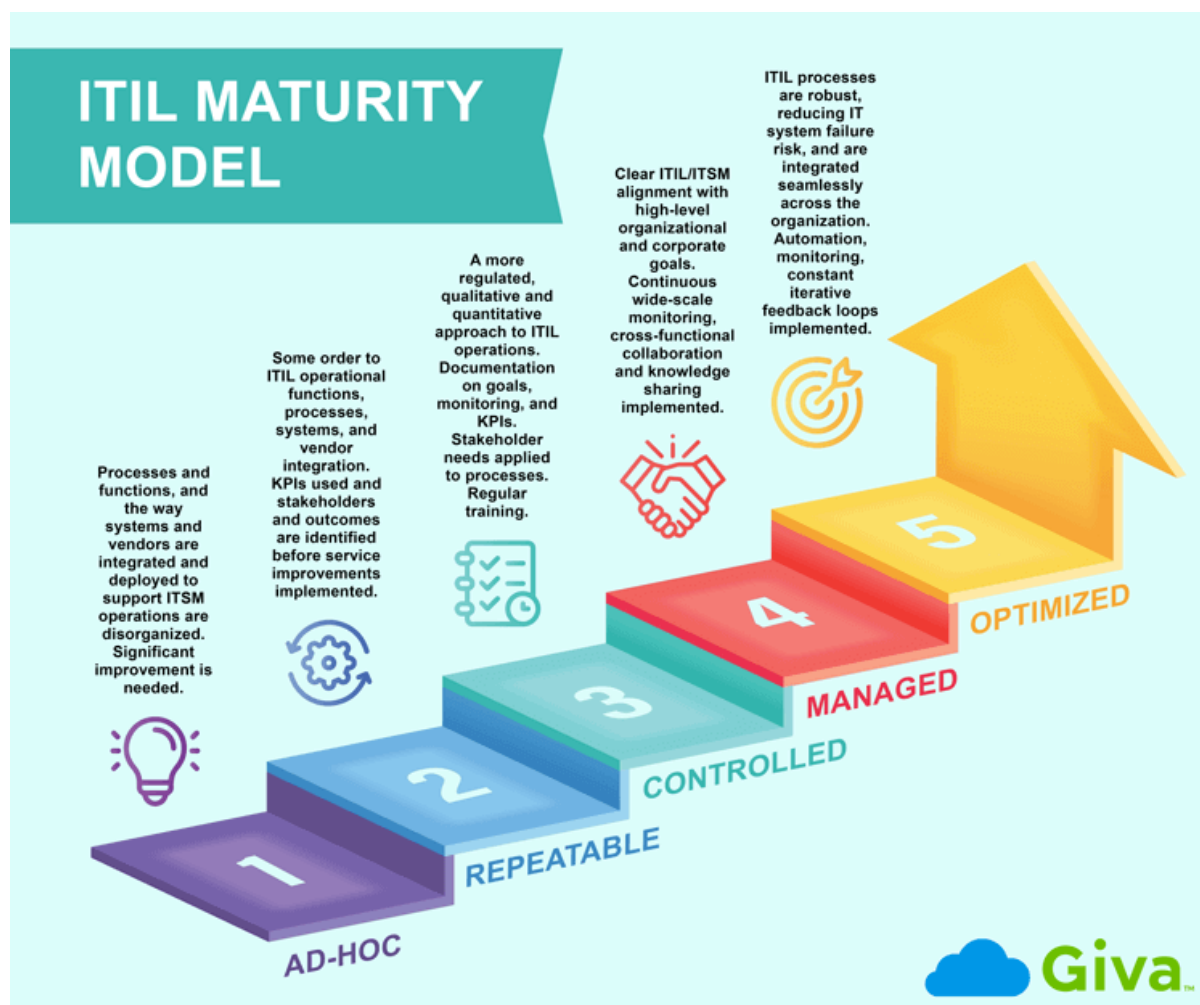 ITIL MATURITY
MODEL
Processes and
functions, and
the way
systems and
vendors are
integrated and
deployed to
support ITSM
operations are
disorganized.
Significant
improvement is
needed.
Some order to
ITIL operational
functions,
processes,
systems, and
vendor
integration.
KPIs used and
stakeholders
and outcomes
are identified
before service
improvements
implemented.
A more
regulated,
qualitative and
quantitative
approach to ITIL
operations.
Documentation
on goals,
monitoring, and
KPIs.
Stakeholder
needs applied
to processes.
Regular
training.
Clear ITIL/ITSM
alignment with
high-level
organizational
and corporate
goals.
Continuous
wide-scale
monitoring,
cross-functional
collaboration
and knowledge
sharing
implemented.
ITIL processes
are robust,
reducing IT
system failure
risk, and are
integrated
seamlessly
across the
organization.
Automation,
monitoring,
constant
iterative
feedback loops
implemented.
1
AD-HOC
2
REPEATABLE
3
CONTROLLED
4
MANAGED
5
OPTIMIZED
Giva™